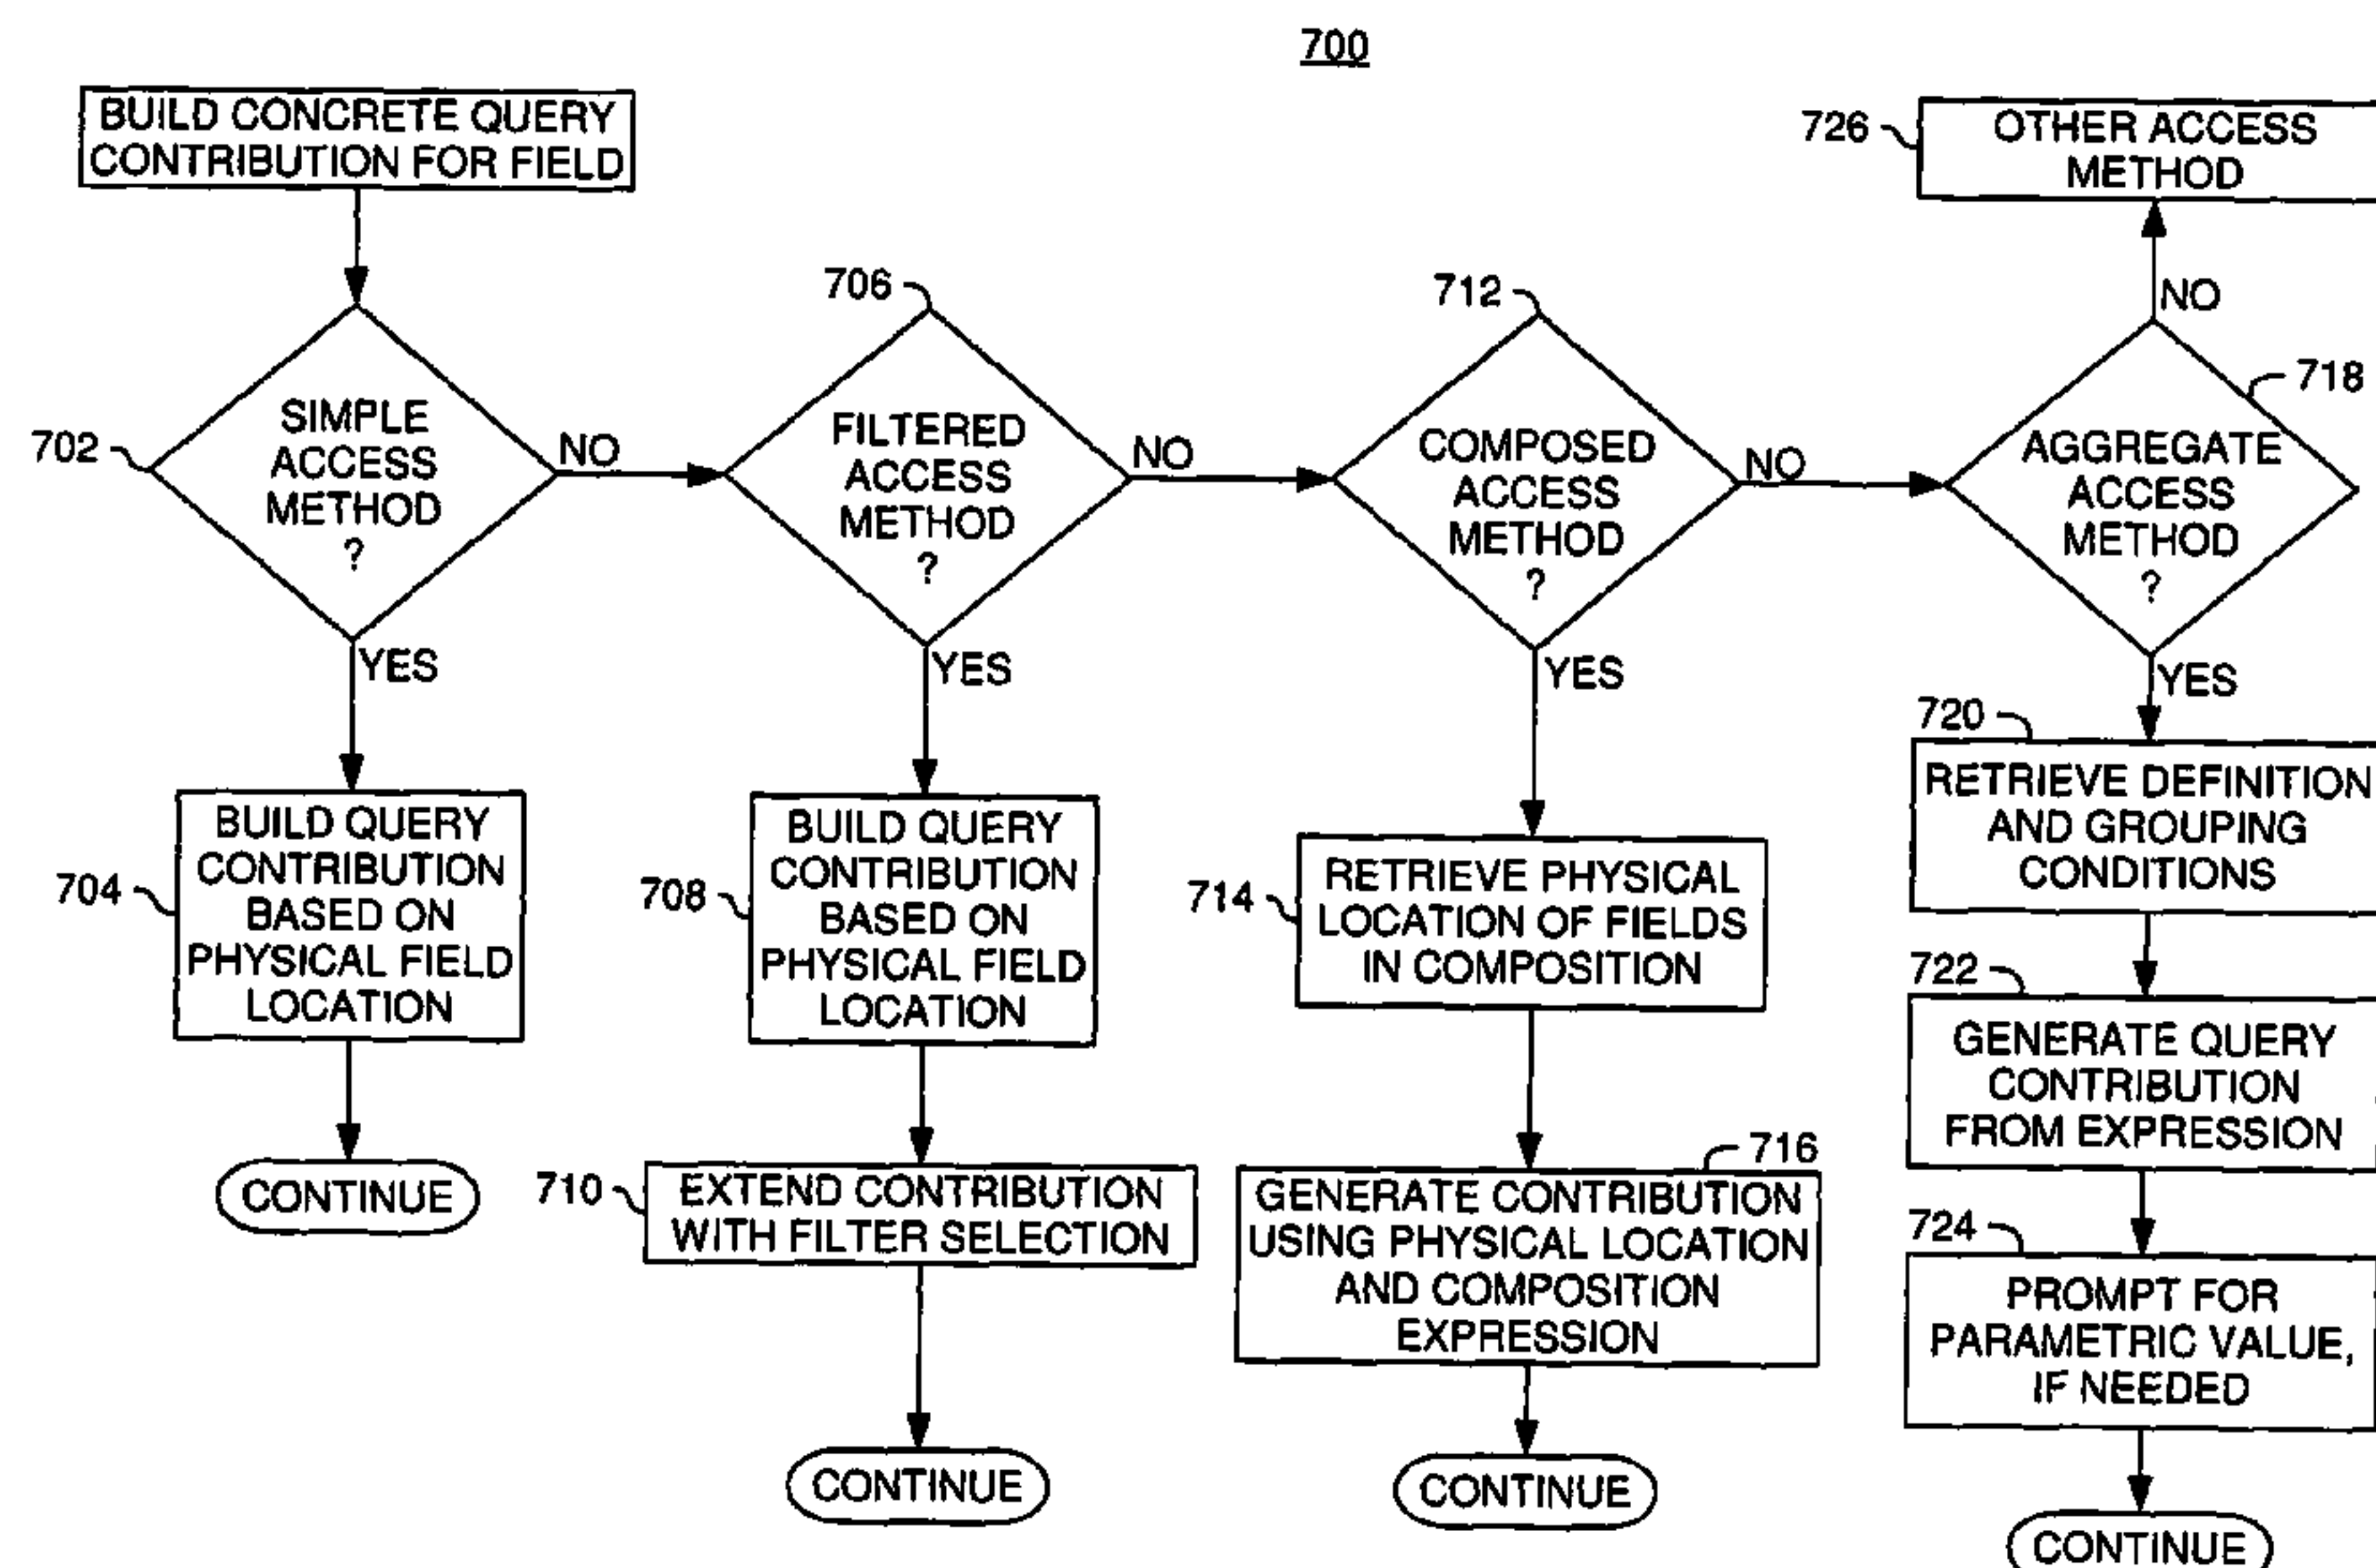 700
BUILD CONCRETE QUERY
CONTRIBUTION FOR FIELD
702
SIMPLE
ACCESS
METHOD
?
NO
YES
704
BUILD QUERY
CONTRIBUTION
BASED ON
PHYSICAL FIELD
LOCATION
CONTINUE
706
FILTERED
ACCESS
METHOD
?
NO
YES
708
BUILD QUERY
CONTRIBUTION
BASED ON
PHYSICAL FIELD
LOCATION
710
EXTEND CONTRIBUTION
WITH FILTER SELECTION
CONTINUE
712
COMPOSED
ACCESS
METHOD
?
NO
YES
714
RETRIEVE PHYSICAL
LOCATION OF FIELDS
IN COMPOSITION
716
GENERATE CONTRIBUTION
USING PHYSICAL LOCATION
AND COMPOSITION
EXPRESSION
CONTINUE
718
AGGREGATE
ACCESS
METHOD
?
NO
726
OTHER ACCESS
METHOD
YES
720
RETRIEVE DEFINITION
AND GROUPING
CONDITIONS
722
GENERATE QUERY
CONTRIBUTION
FROM EXPRESSION
724
PROMPT FOR
PARAMETRIC VALUE,
IF NEEDED
CONTINUE